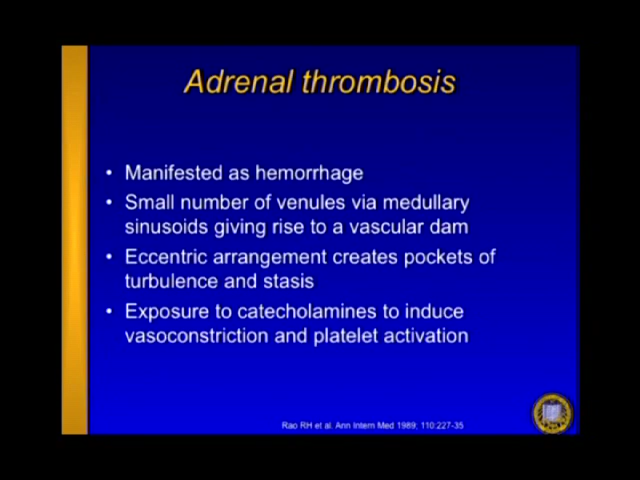 Adrenal thrombosis
• Manifested as hemorrhage
• Small number of venules via medullary
sinusoids giving rise to a vascular dam
• Eccentric arrangement creates pockets of
turbulence and stasis
• Exposure to catecholamines to induce
vasoconstriction and platelet activation
Rao RH et al. Ann Intern Med 1989; 110:227-35